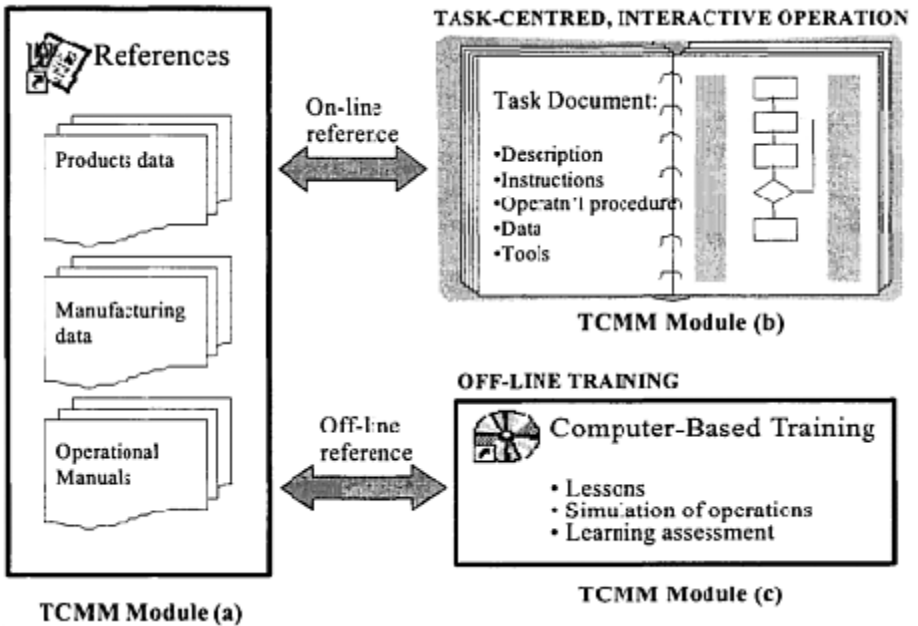 References
Products data
Manufacturing
data
Operational
Manuals
TCMM Module (a)
On-line
reference
Off-line
reference
TASK-CENTRED, INTERACTIVE OPERATION
Task Document:
•Description
•Instructions
•Operatn'l procedure
•Data
•Tools
TCMM Module (b)
OFF-LINE TRAINING
Computer-Based Training
• Lessons
• Simulation of operations
• Learning assessment
TCMM Module (c)